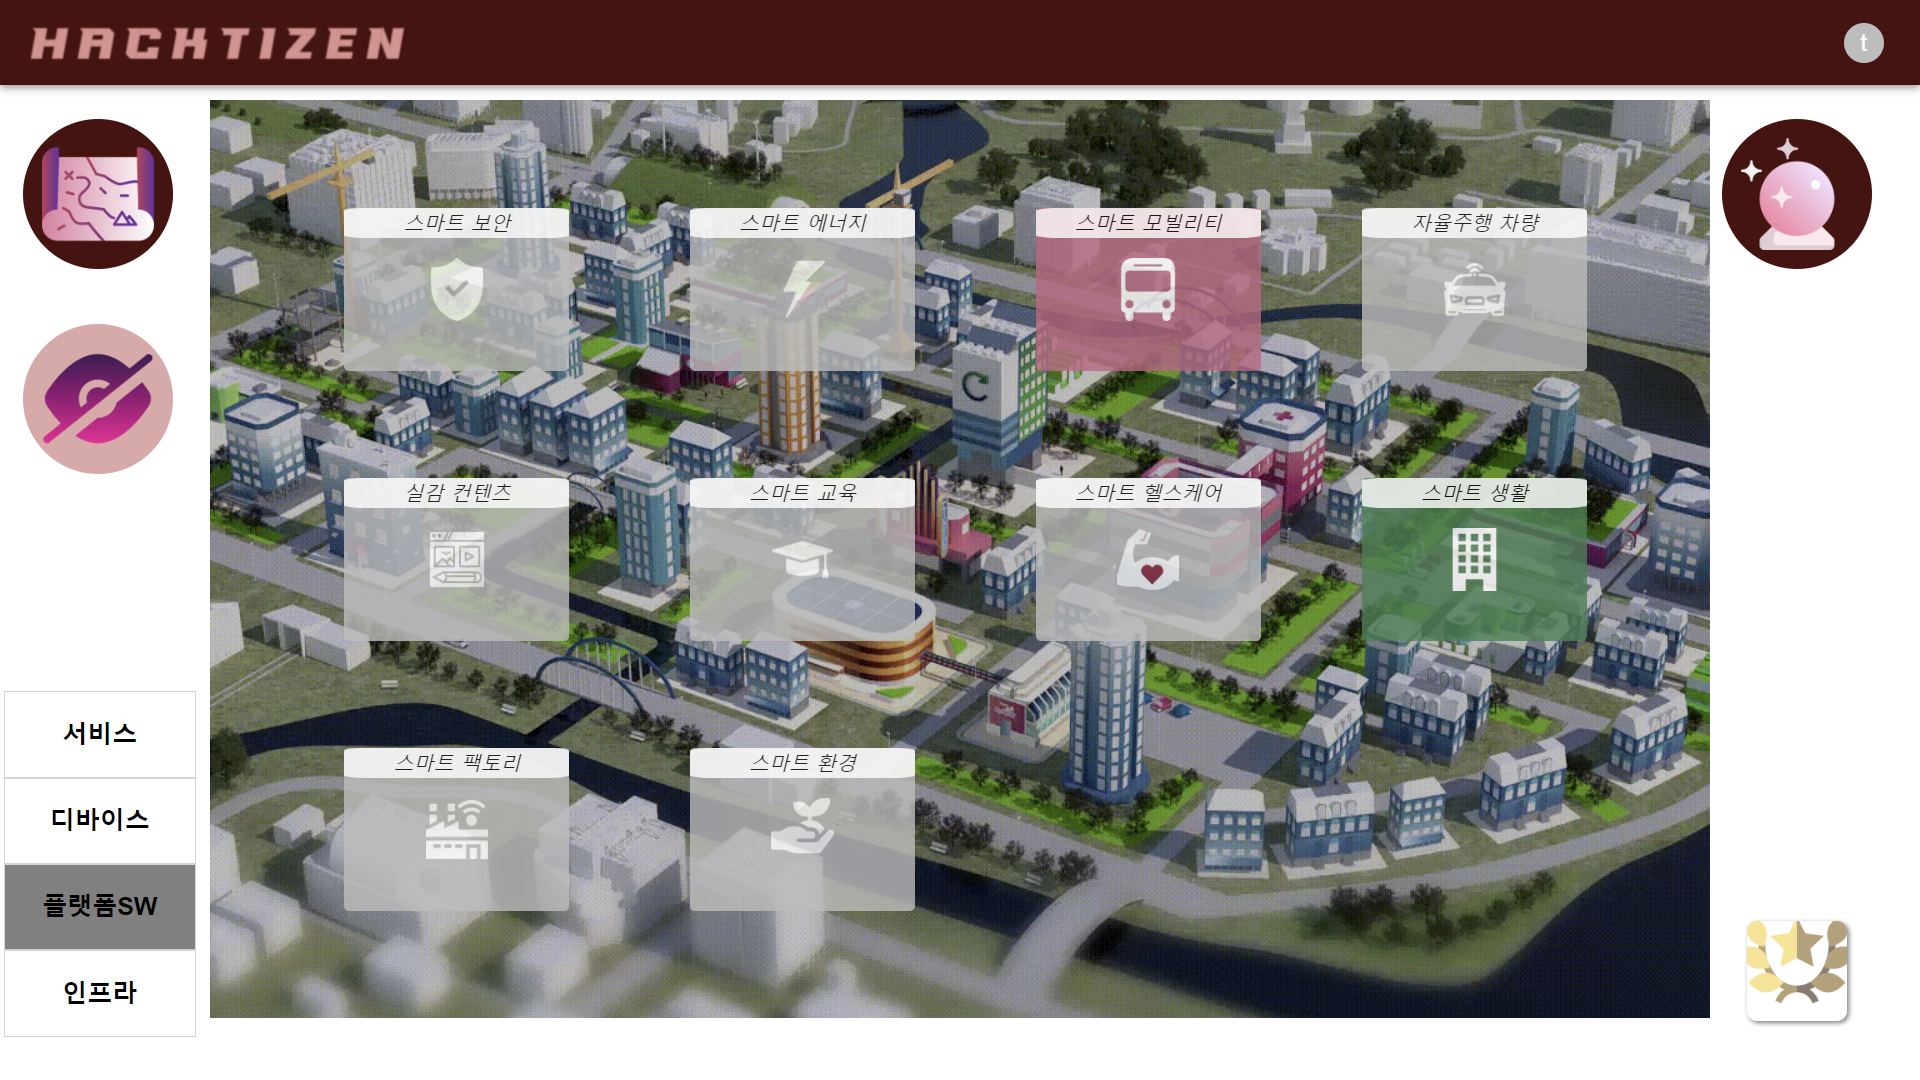 HACKTIZEN
t
스마트 보안
스마트 에너지
스마트 모빌리티
자율주행 차량
실감 컨텐츠
스마트 교육
스마트 헬스케어
스마트 생활
스마트 팩토리
스마트 환경
서비스
디바이스
플랫폼SW
인프라